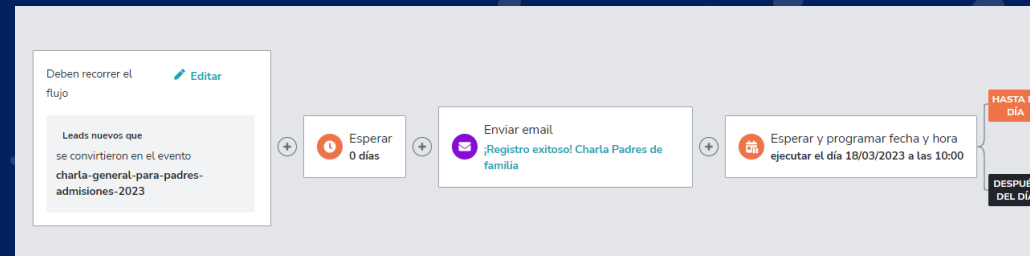 Deben recorrer el
flujo
Editar
Leads nuevos que
se convirtieron en el evento
charla-general-para-padres-
admisiones-2023
Esperar
0 días
Enviar email
¡Registro exitoso! Charla Padres de
familia
Esperar y programar fecha y hora
ejecutar el día 18/03/2023 a las 10:00
HASTA
DÍA
DESPUÉ
DEL DÍ